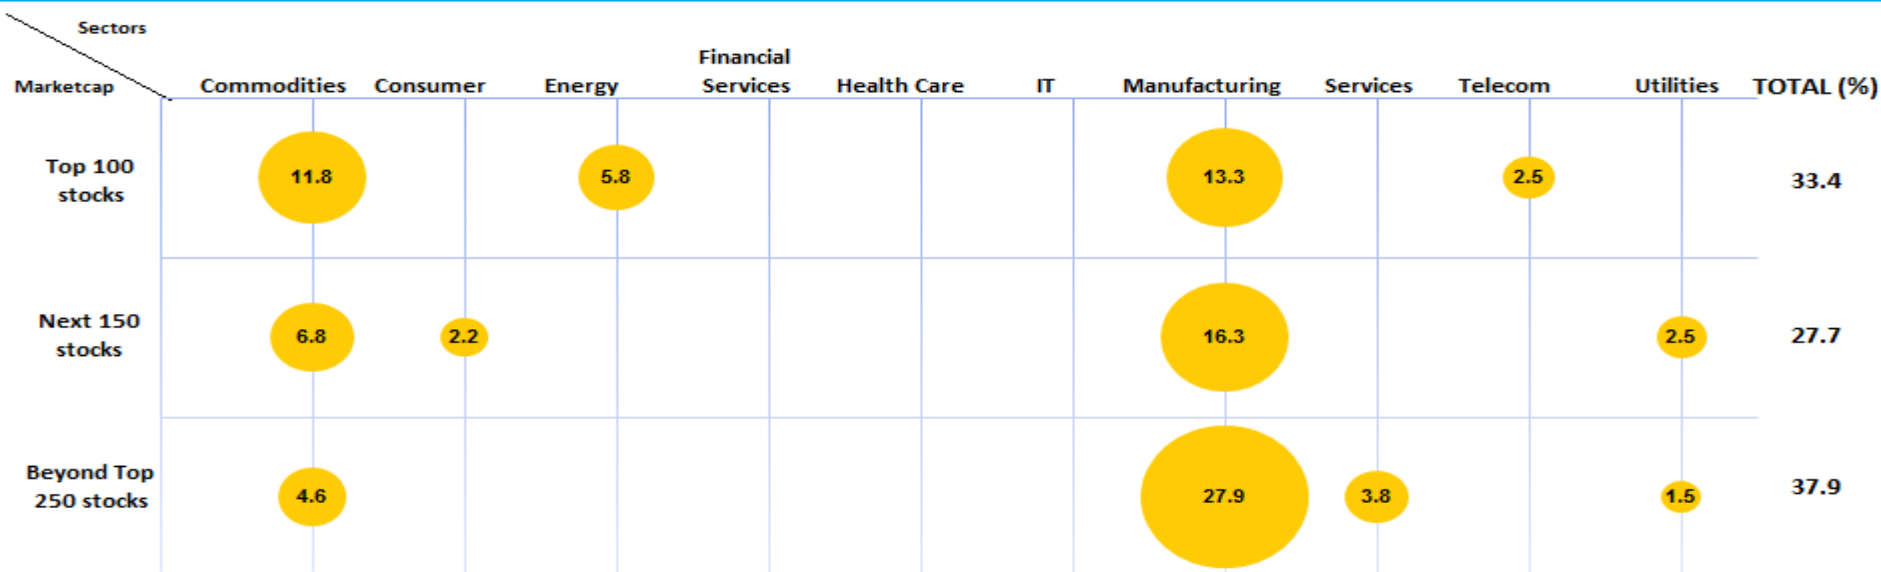 Sectors
Marketcap
Commodities Consumer Energy Financial Services Health Care IT Manufacturing Services Telecom Utilities TOTAL (%)
Top 100
stocks
11.8 5.8 13.3 2.5 33.4
Next 150
stocks
6.8 2.2 16.3 2.5 27.7
Beyond Top
250 stocks
4.6 27.9 3.8 1.5 37.9